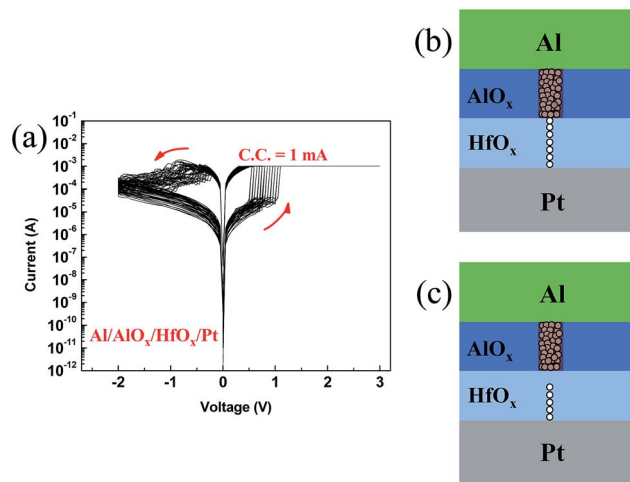 (a)
Current (A)
10⁻¹
10⁻²
10⁻³
10⁻⁴
10⁻⁵
10⁻⁶
10⁻⁷
10⁻⁸
10⁻⁹
10⁻¹⁰
10⁻¹¹
10⁻¹²
C.C. = 1 mA
Al/AlOₓ/HfOₓ/Pt
-2 -1 0 1 2 3
Voltage (V)
(b)
Al
AlOₓ
HfOₓ
Pt
(c)
Al
AlOₓ
HfOₓ
Pt